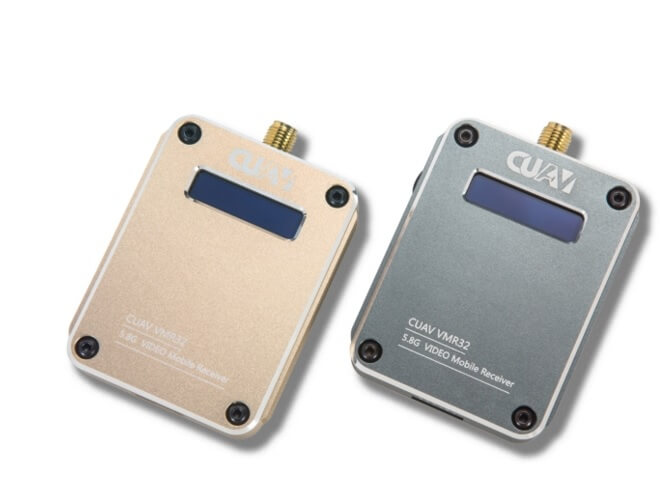 CUAV
CUAV VMR32
5.8G VIDEO Mobile Receiver
CUAV
CUAV VMR32
5.8G VIDEO Mobile Receiver